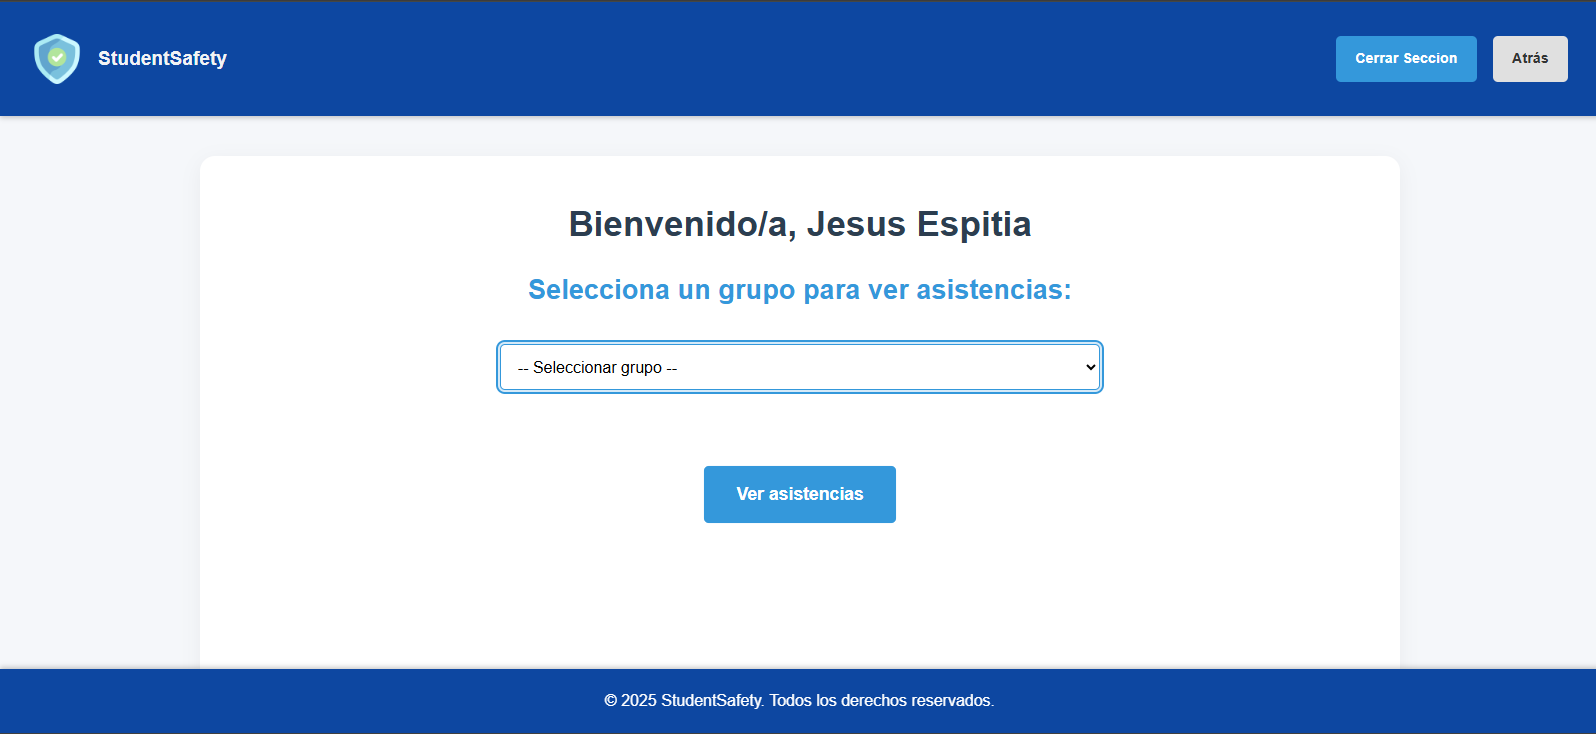 StudentSafety
Cerrar Seccion
Atrás
Bienvenido/a, Jesus Espitia
Selecciona un grupo para ver asistencias:
-- Seleccionar grupo --
Ver asistencias
© 2025 StudentSafety. Todos los derechos reservados.